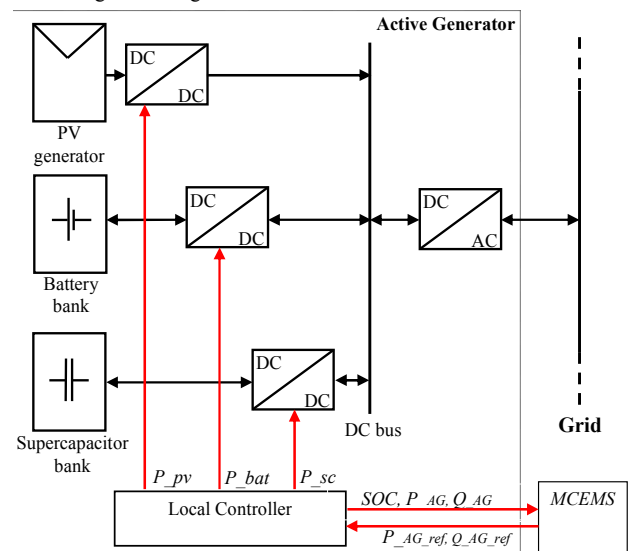 Active Generator
DC
DC
PV
generator
DC
DC
DC
AC
Battery
bank
DC
DC
Supercapacitor
bank
DC bus
Grid
P_pv
P_bat
P_sc
Local Controller
SOC, P_AG, Q_AG
MCEMS
P_AG_ref, Q_AG_ref